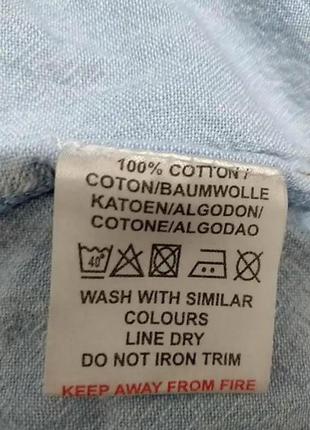 100% COTTON/
COTON/BAUMWOLLE
KATOEN/ALGODON/
COTONE/ALGODAO
40°
WASH WITH SIMILAR
COLOURS
LINE DRY
DO NOT IRON TRIM
KEEP AWAY FROM FIRE